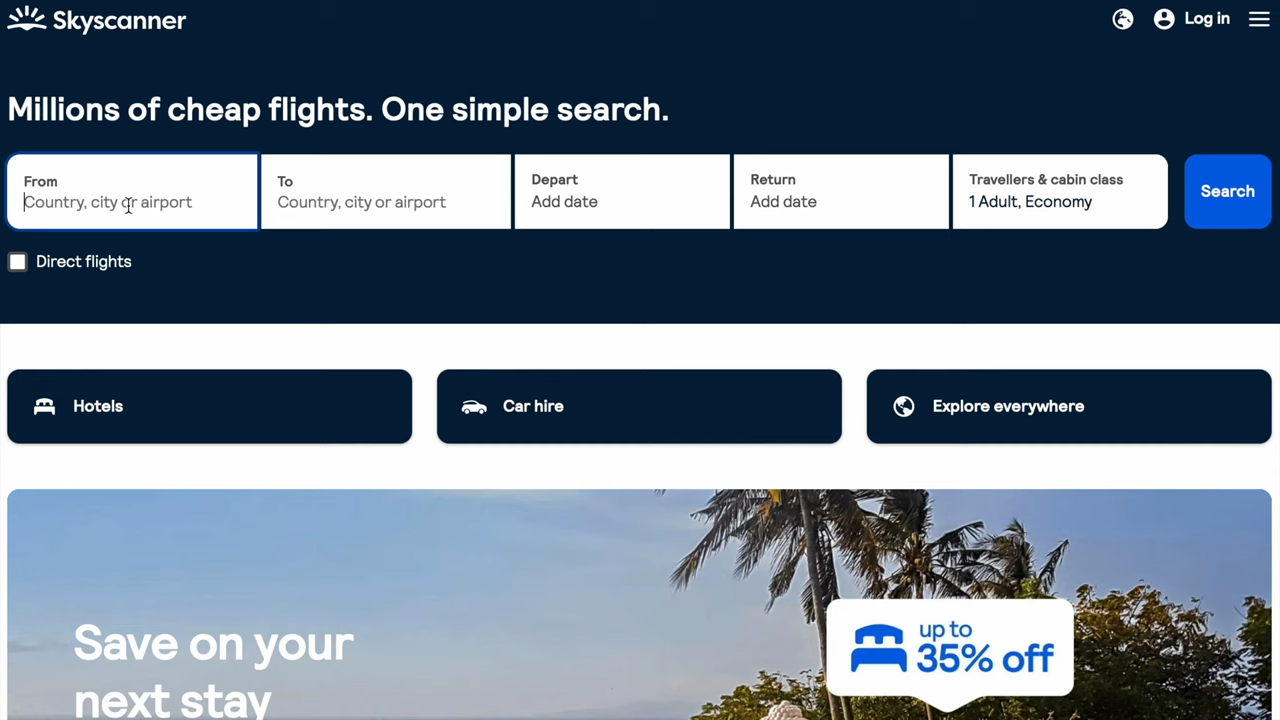 Skyscanner
Log in
Millions of cheap flights. One simple search.
From
Country, city or airport
To
Country, city or airport
Depart
Add date
Return
Add date
Travellers & cabin class
1 Adult, Economy
Search
Direct flights
Hotels
Car hire
Explore everywhere
Save on your
next stay
up to
35% off